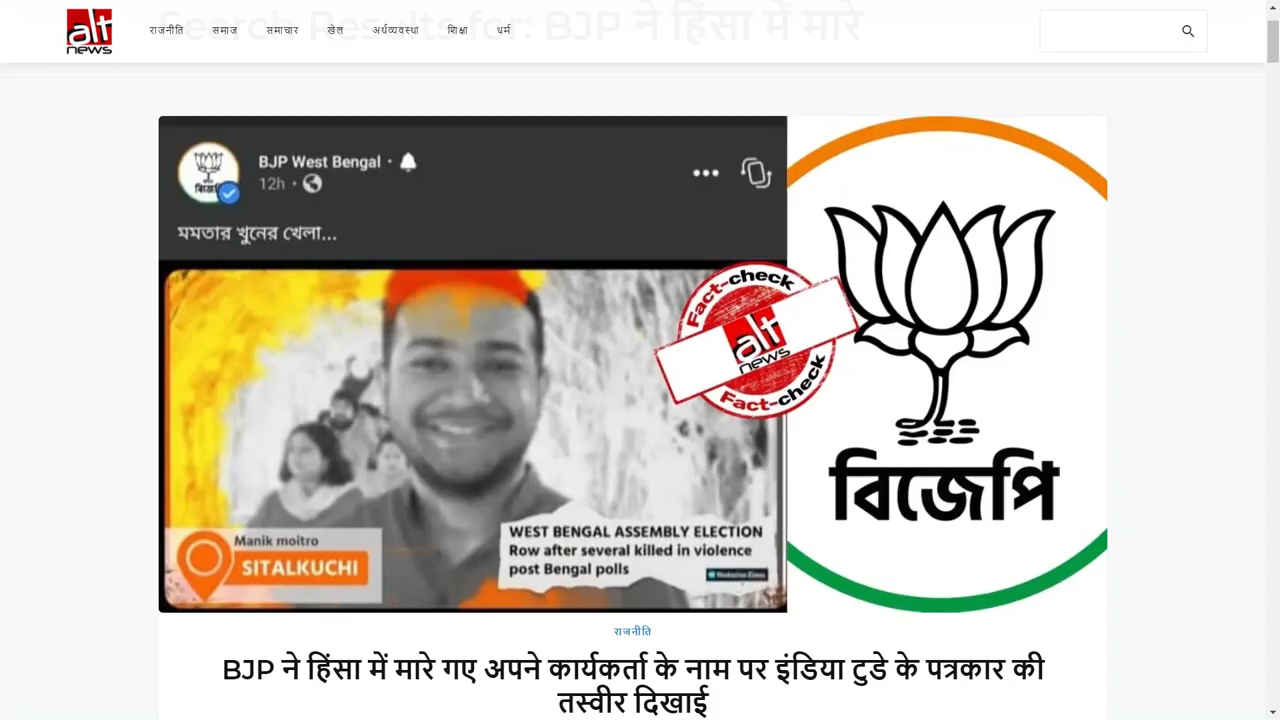 Search Results for: BJP ने हिंसा में मारे
alt
news
राजनीति समाज समाचार खेल अर्थव्यवस्था शिक्षा धर्म
BJP West Bengal
12h
বিজেপি
মমতার খুনের খেলা...
Fact-check
alt
news
Fact-check
Manik moitro
SITALKUCHI
WEST BENGAL ASSEMBLY ELECTION
Row after several killed in violence
post Bengal polls
Hindustan Times
বিজেপি
राजनीति
BJP ने हिंसा में मारे गए अपने कार्यकर्ता के नाम पर इंडिया टुडे के पत्रकार की
तस्वीर दिखाई